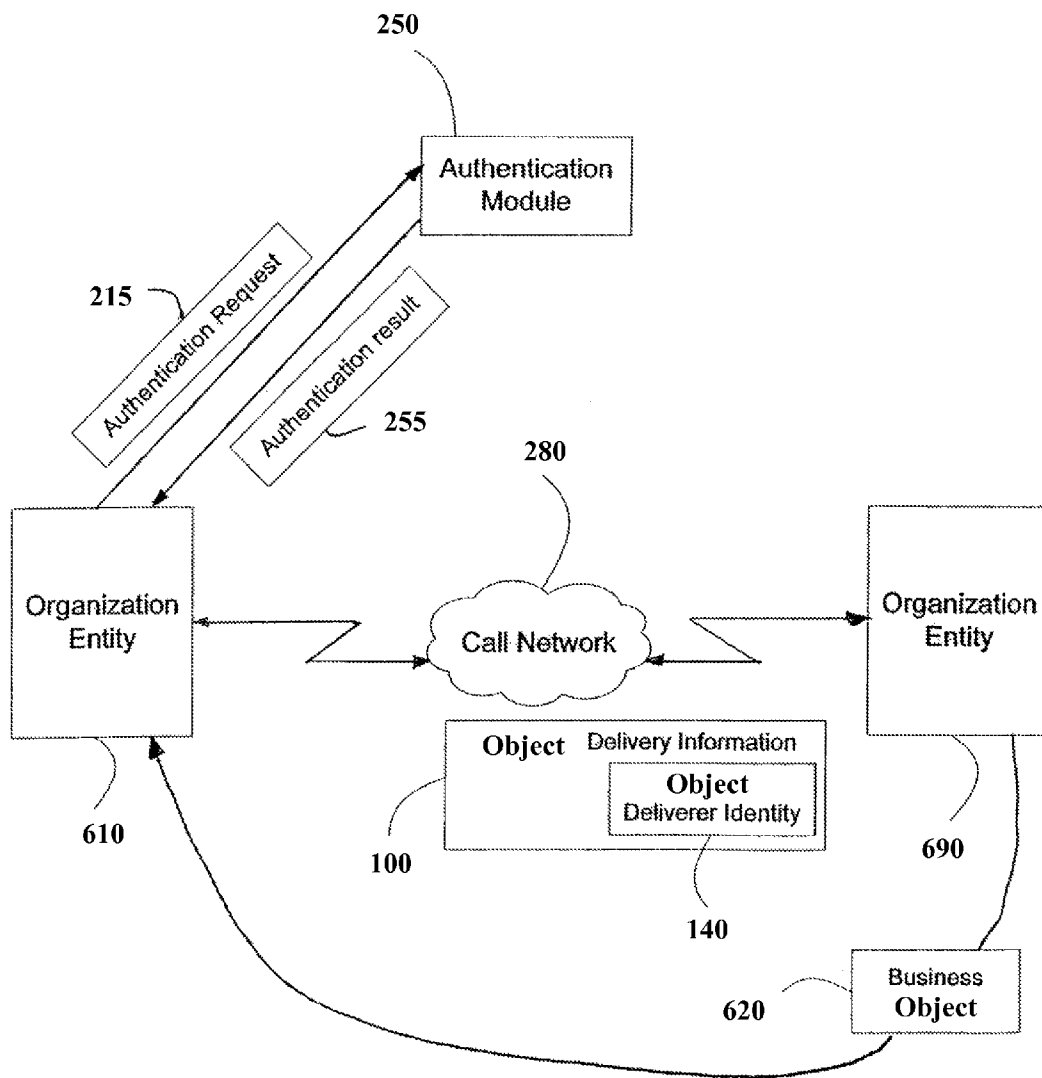 250
Authentication
Module
215
Authentication Request
Authentication result
255
280
Organization
Entity
Call Network
Organization
Entity
Object Delivery Information
Object
Deliverer Identity
610
100
690
140
Business
Object
620